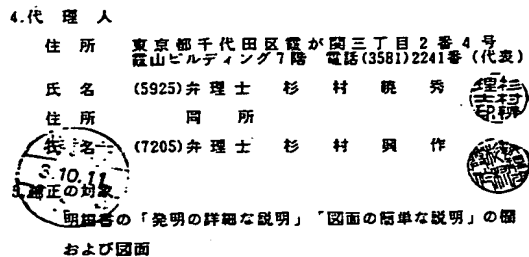 4.代 理 人
住 所 東京都千代田区霞が関三丁目2番4号
霞山ビルディング7階 電話(3581)2241番(代表)
氏 名 (5925)弁理士 杉 村 暁 秀
住 所 同 所
氏 名 (7205)弁理士 杉 村 興 作
3.10.11
5.補正の対象
明細書の「発明の詳細な説明」「図面の簡単な説明」の欄
および図面